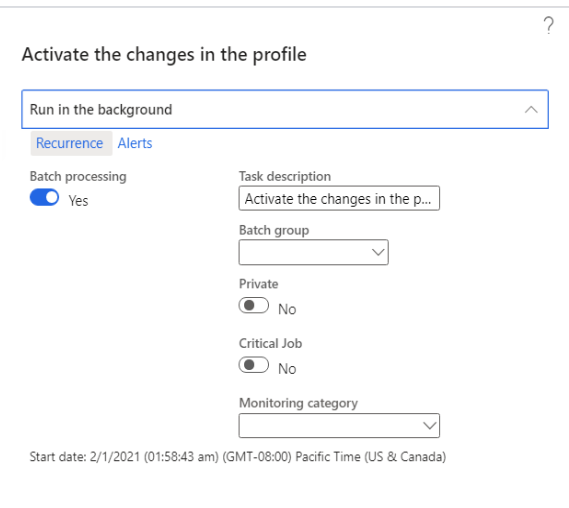 ?
Activate the changes in the profile
Run in the background
Recurrence Alerts
Batch processing
Yes
Task description
Activate the changes in the p...
Batch group
Private
No
Critical Job
No
Monitoring category
Start date: 2/1/2021 (01:58:43 am) (GMT-08:00) Pacific Time (US & Canada)